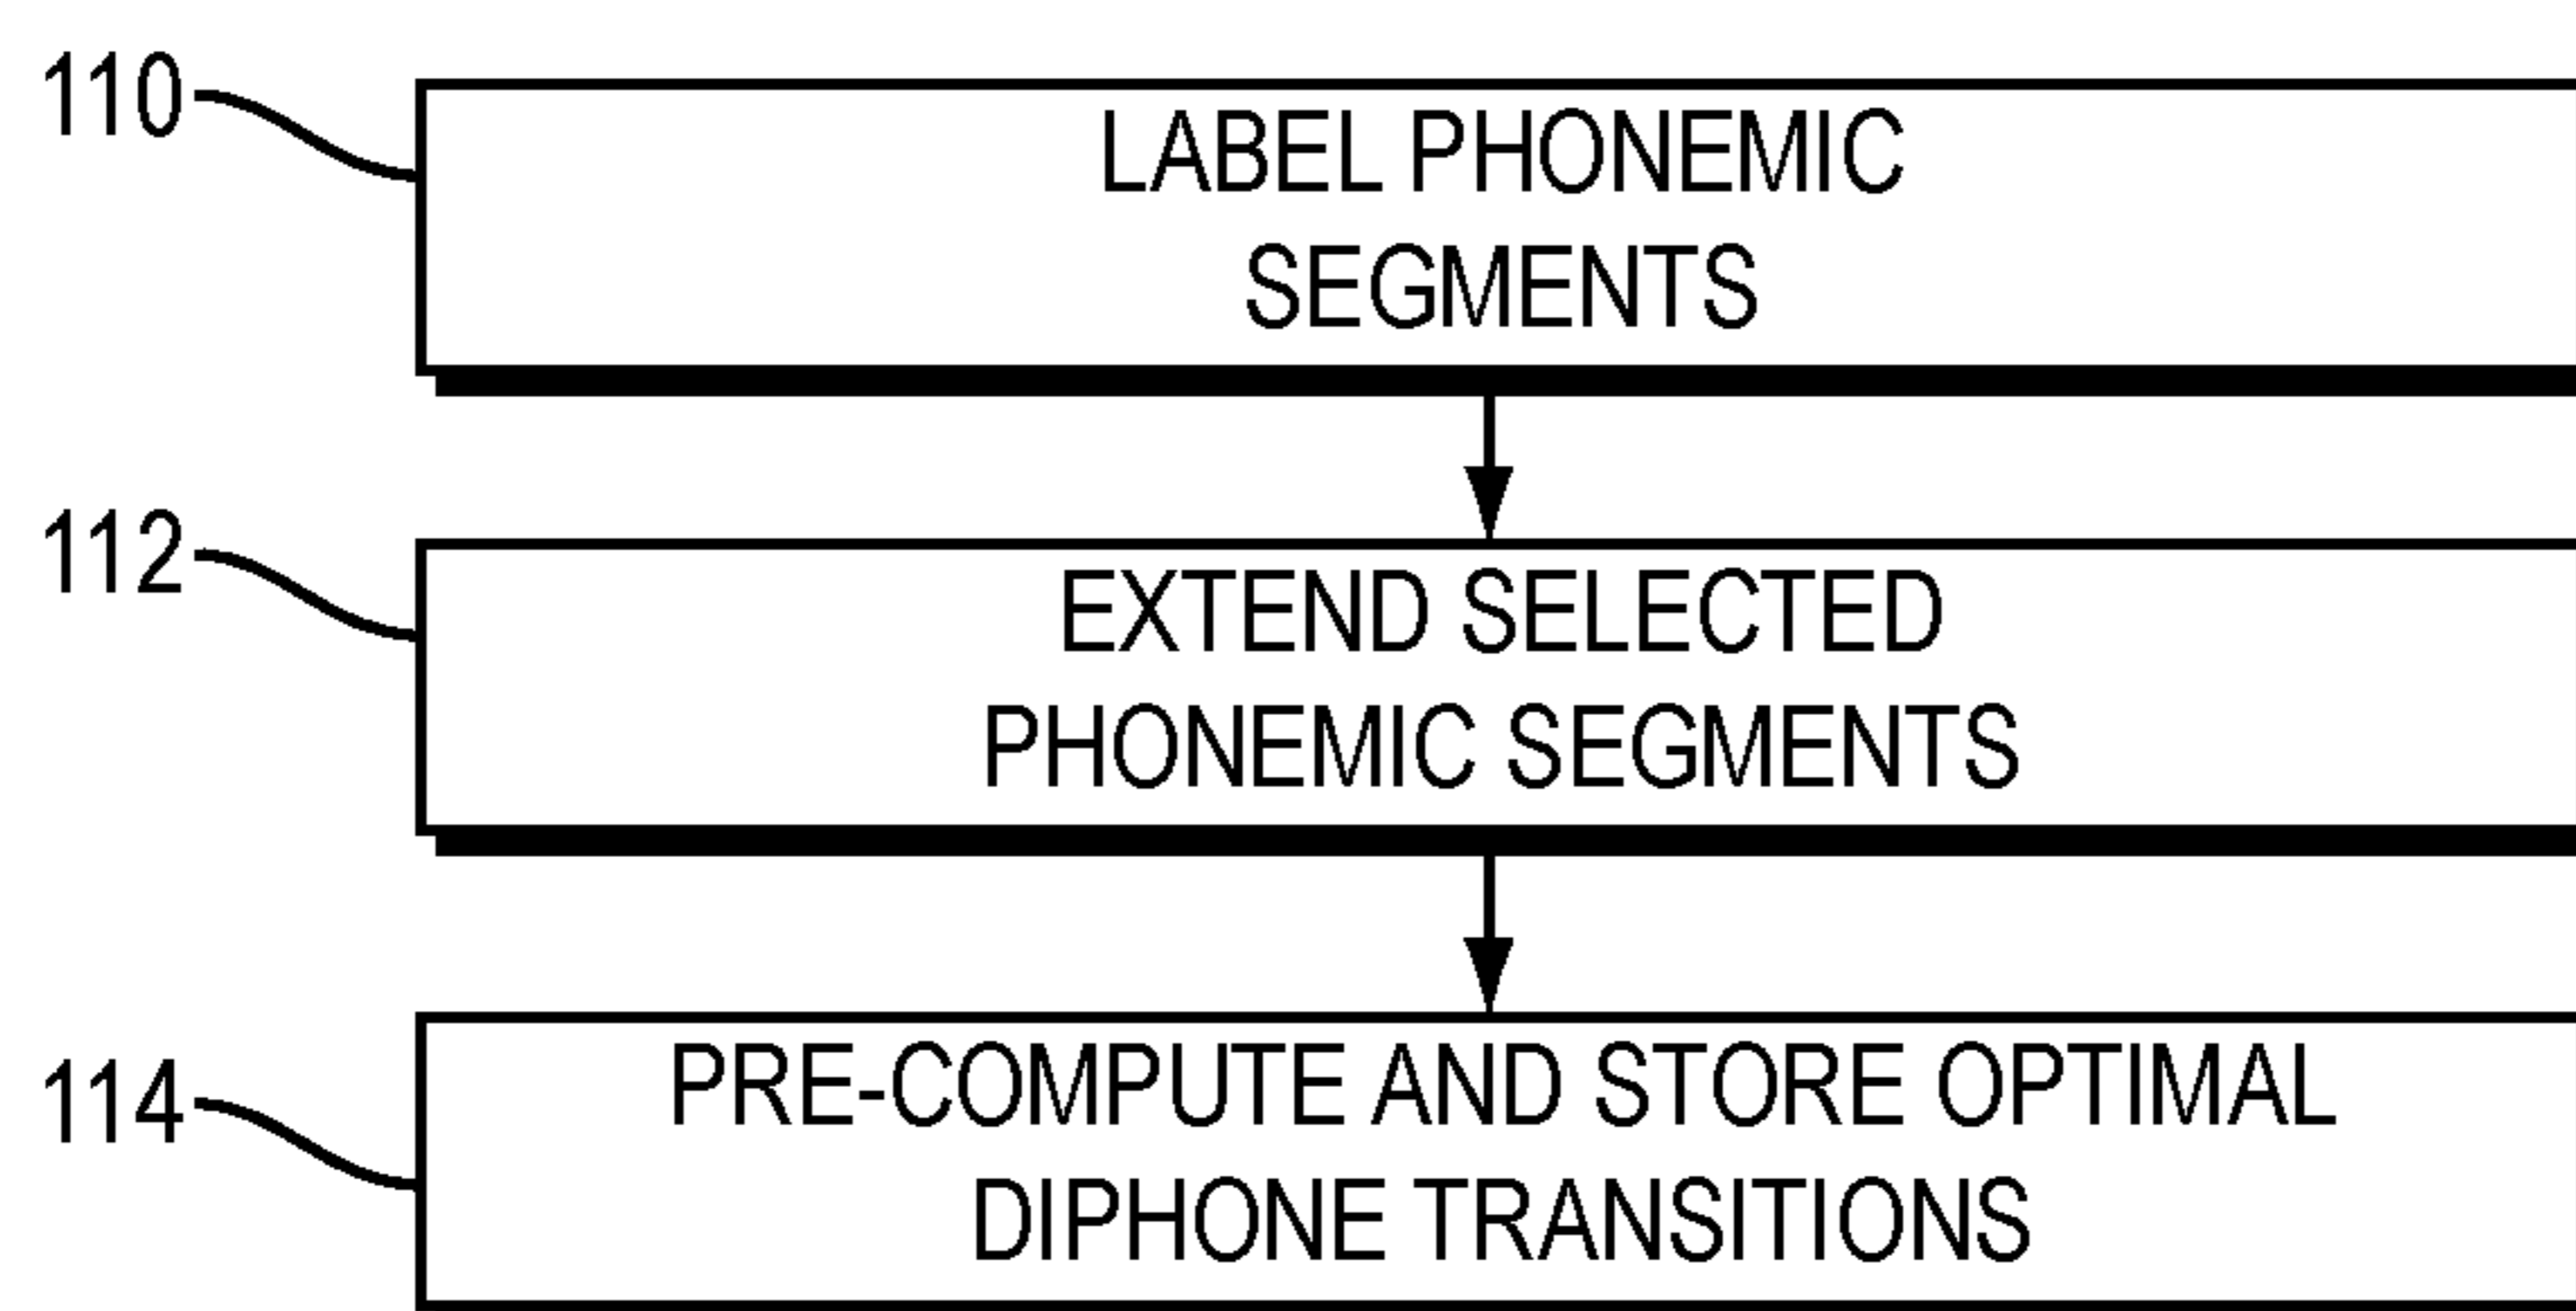 110
LABEL PHONEMIC
SEGMENTS
112
EXTEND SELECTED
PHONEMIC SEGMENTS
114
PRE-COMPUTE AND STORE OPTIMAL
DIPHONE TRANSITIONS